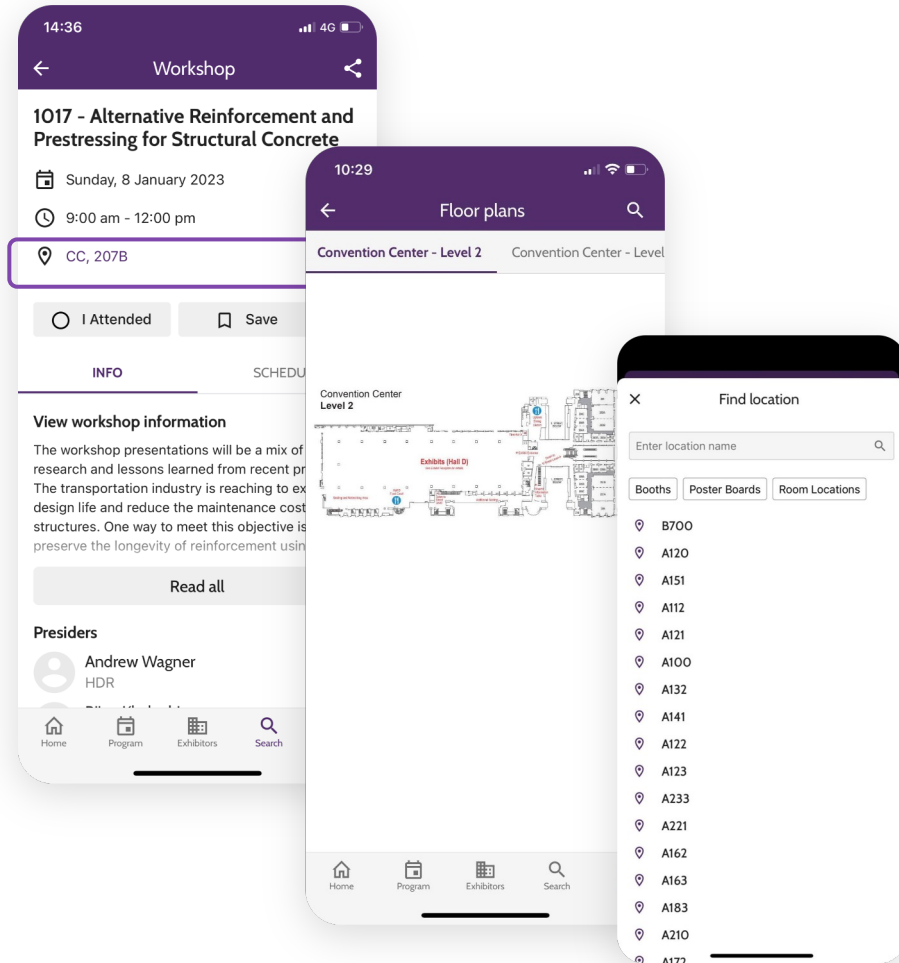 14:36
4G
Workshop
1017 - Alternative Reinforcement and
Prestressing for Structural Concrete
Sunday, 8 January 2023
9:00 am - 12:00 pm
CC, 207B
I Attended
Save
INFO
SCHEDU
View workshop information
The workshop presentations will be a mix of
research and lessons learned from recent pr
The transportation industry is reaching to ex
design life and reduce the maintenance cost
structures. One way to meet this objective is
preserve the longevity of reinforcement usin
Read all
Presiders
Andrew Wagner
HDR
Home
Program
Exhibitors
Search
10:29
Floor plans
Convention Center - Level 2
Convention Center - Level
Convention Center
Level 2
Exhibits (Hall D)
Home
Program
Exhibitors
Search
Find location
Enter location name
Booths
Poster Boards
Room Locations
B700
A120
A151
A112
A121
A100
A132
A141
A122
A123
A233
A221
A162
A163
A183
A210
A172